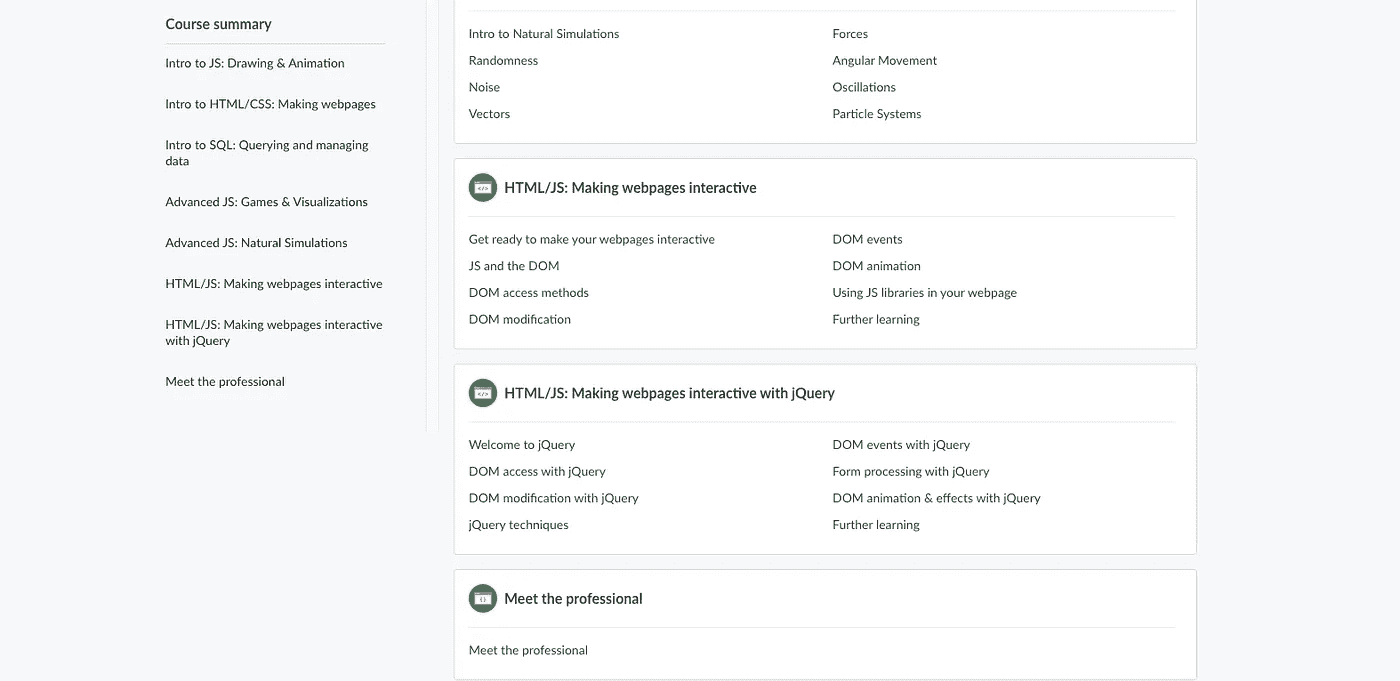 Course summary
Intro to JS: Drawing & Animation
Intro to HTML/CSS: Making webpages
Intro to SQL: Querying and managing
data
Advanced JS: Games & Visualizations
Advanced JS: Natural Simulations
HTML/JS: Making webpages interactive
HTML/JS: Making webpages interactive
with jQuery
Meet the professional
Intro to Natural Simulations
Randomness
Noise
Vectors
Forces
Angular Movement
Oscillations
Particle Systems
HTML/JS: Making webpages interactive
Get ready to make your webpages interactive
JS and the DOM
DOM access methods
DOM modification
DOM events
DOM animation
Using JS libraries in your webpage
Further learning
HTML/JS: Making webpages interactive with jQuery
Welcome to jQuery
DOM access with jQuery
DOM modification with jQuery
jQuery techniques
DOM events with jQuery
Form processing with jQuery
DOM animation & effects with jQuery
Further learning
Meet the professional
Meet the professional